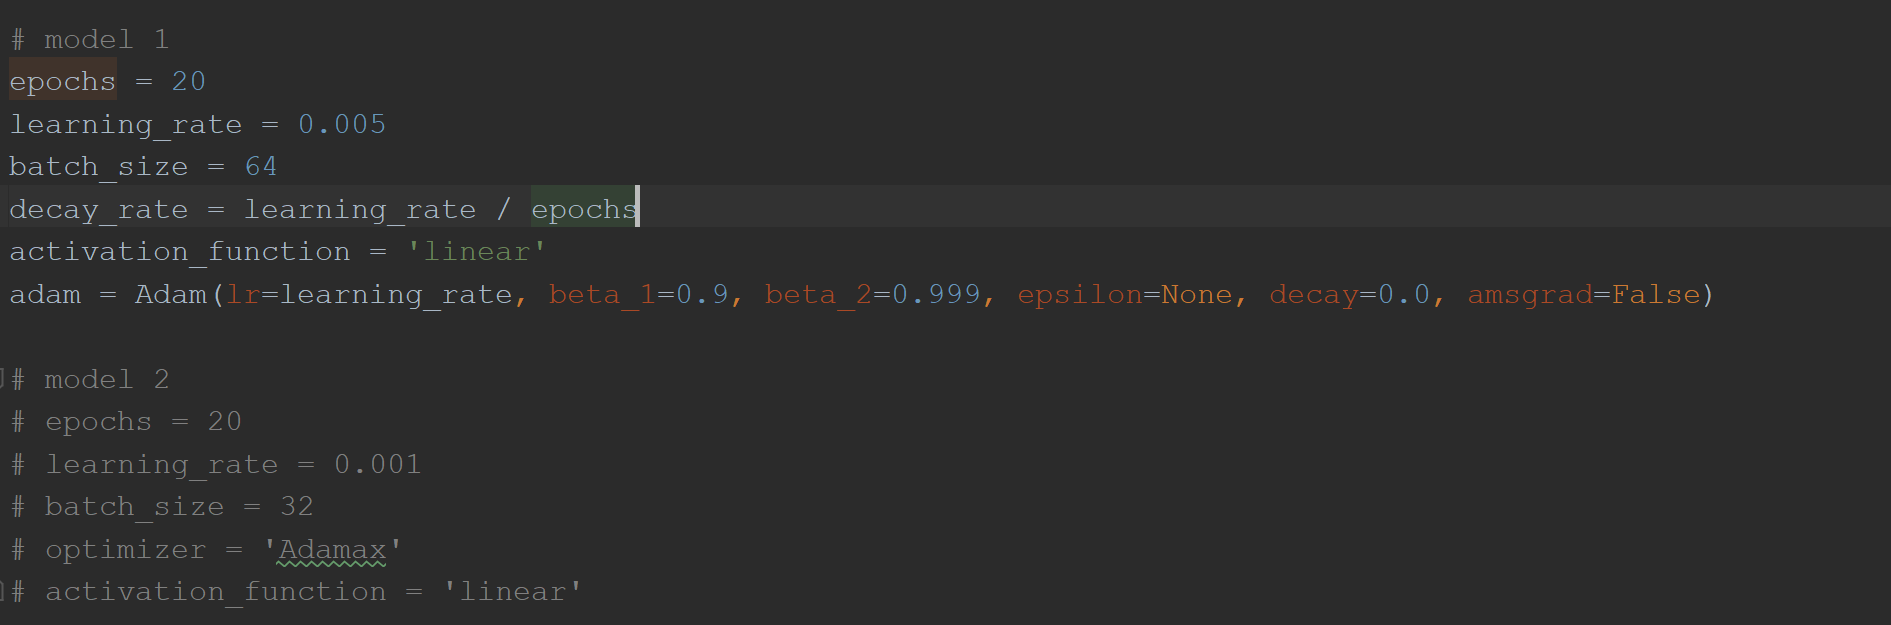 # model 1
epochs = 20
learning_rate = 0.005
batch_size = 64
decay_rate = learning_rate / epochs
activation_function = 'linear'
adam = Adam(lr=learning_rate, beta_1=0.9, beta_2=0.999, epsilon=None, decay=0.0, amsgrad=False)
# model 2
# epochs = 20
# learning_rate = 0.001
# batch_size = 32
# optimizer = 'Adamax'
# activation_function = 'linear'